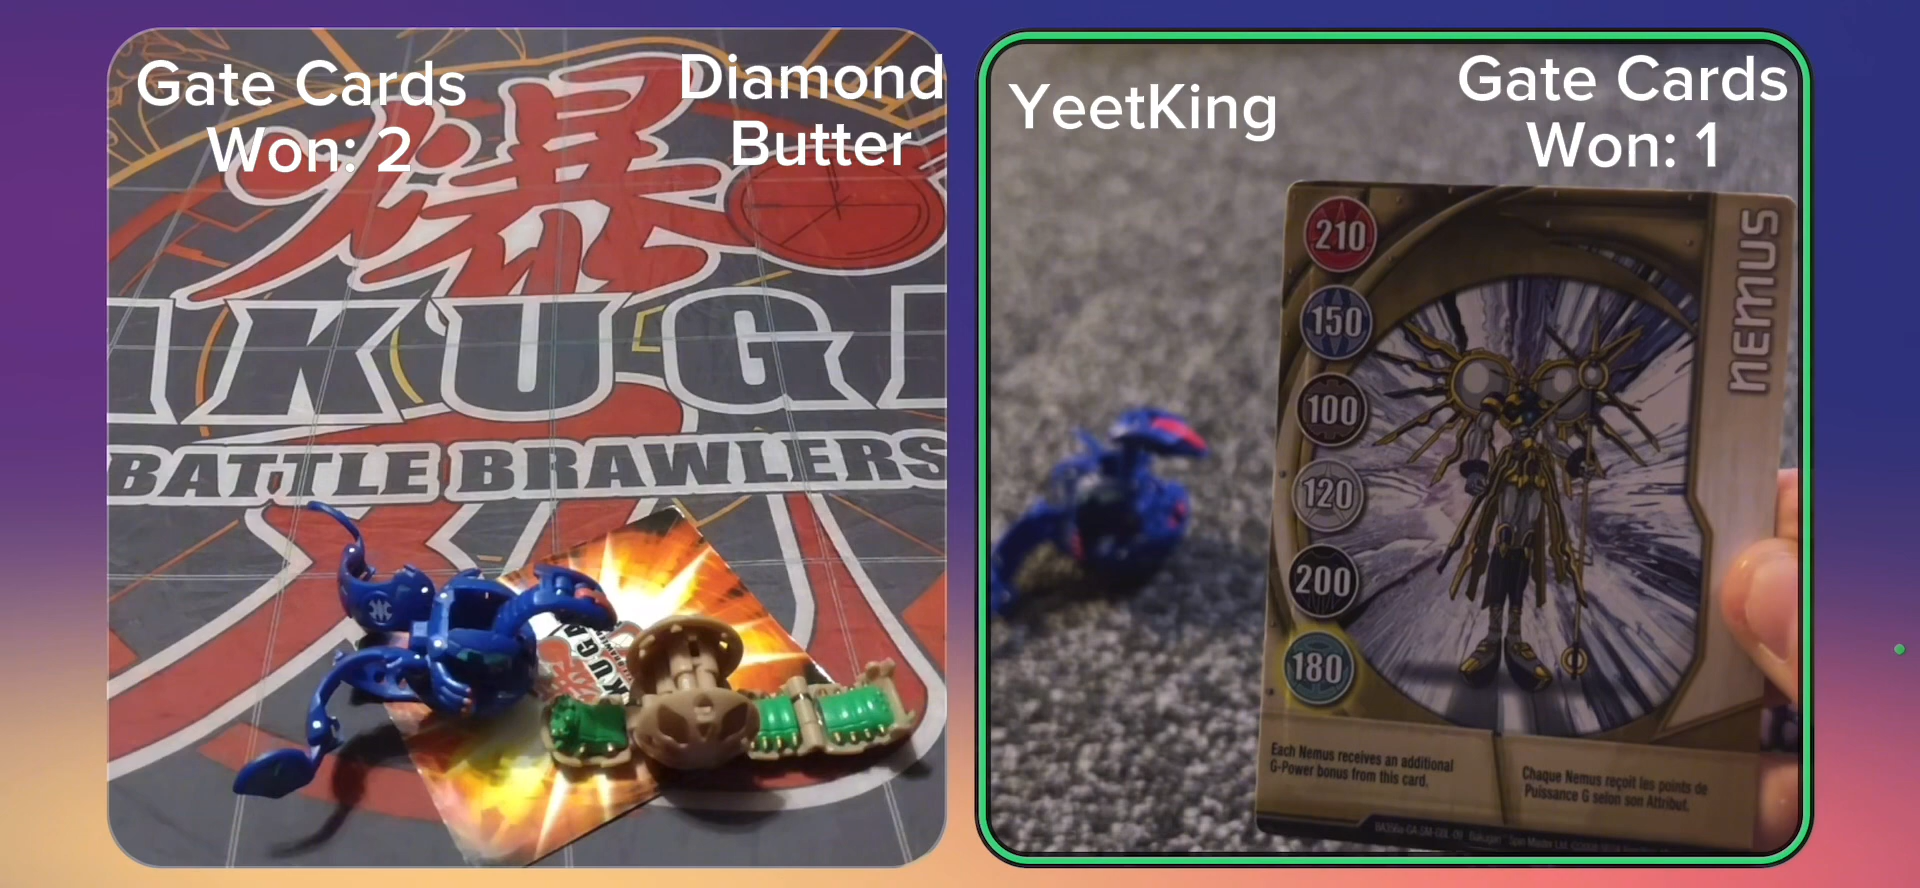 Gate Cards
Won: 2
Diamond
Butter
爆
AKUGA
BATTLE BRAWLERS
YeetKing
Gate Cards
Won: 1
NEMUS
210
150
100
120
200
180
Each Nemus receives an additional
G-Power bonus from this card.
Chaque Nemus reçoit les points de
Puissance G selon son Attribut.